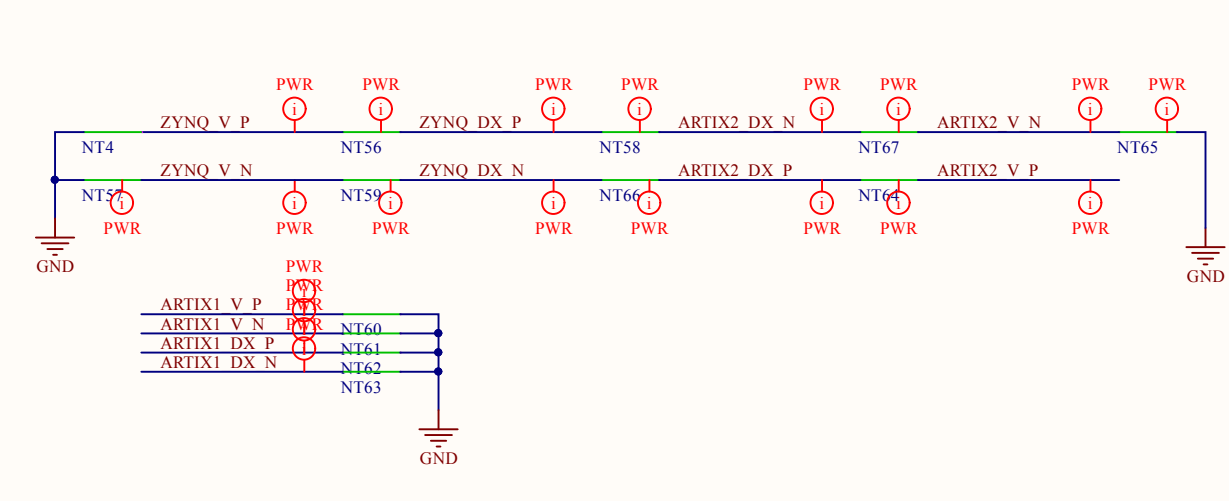 PWR PWR PWR PWR PWR PWR PWR PWR
i i i i i i i i
ZYNQ_V_P ZYNQ_DX_P ARTIX2_DX_N ARTIX2_V_N
NT4 NT56 NT58 NT67 NT65
ZYNQ_V_N ZYNQ_DX_N ARTIX2_DX_P ARTIX2_V_P
NT57 NT59 NT66 NT64
i i i i i i i i
PWR PWR PWR PWR PWR PWR PWR PWR
GND GND
PWR
PWR
ARTIX1_V_P PWR
ARTIX1_V_N PWR NT60
ARTIX1_DX_P i NT61
ARTIX1_DX_N NT62
NT63
GND